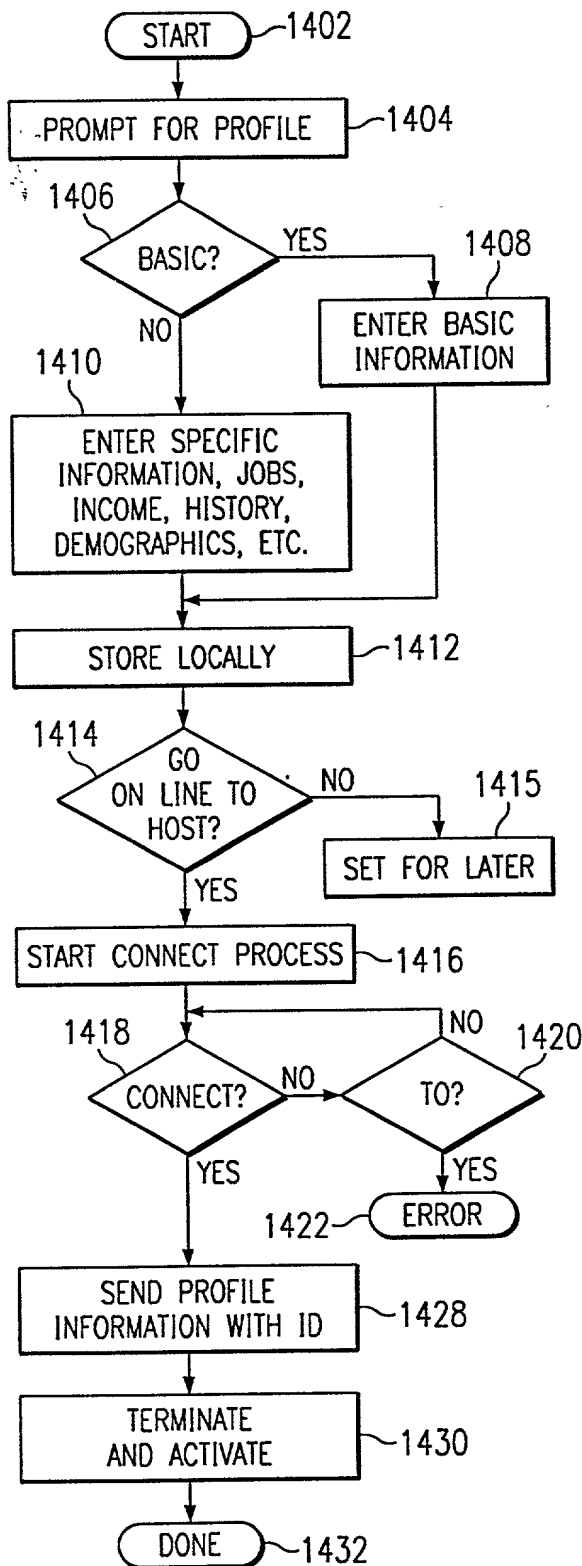 START
1402
PROMPT FOR PROFILE
1404
1406
BASIC?
YES
1408
ENTER BASIC
INFORMATION
NO
1410
ENTER SPECIFIC
INFORMATION, JOBS,
INCOME, HISTORY,
DEMOGRAPHICS, ETC.
STORE LOCALLY
1412
1414
GO
ON LINE TO
HOST?
NO
1415
SET FOR LATER
YES
START CONNECT PROCESS
1416
1418
CONNECT?
NO
NO
1420
TO?
YES
YES
1422
ERROR
SEND PROFILE
INFORMATION WITH ID
1428
TERMINATE
AND ACTIVATE
1430
DONE
1432